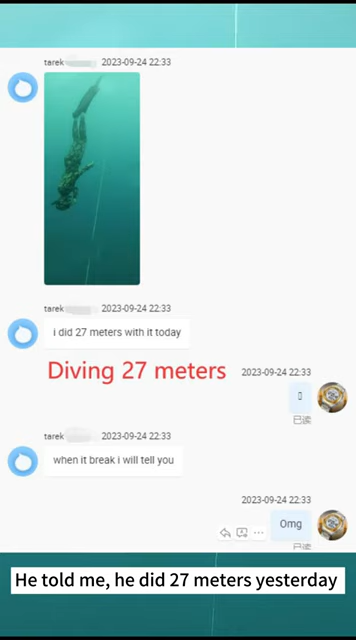 tarek 2023-09-24 22:33
tarek 2023-09-24 22:33
i did 27 meters with it today
Diving 27 meters
2023-09-24 22:33
已读
tarek 2023-09-24 22:33
when it break i will tell you
2023-09-24 22:33
Omg
已读
He told me, he did 27 meters yesterday